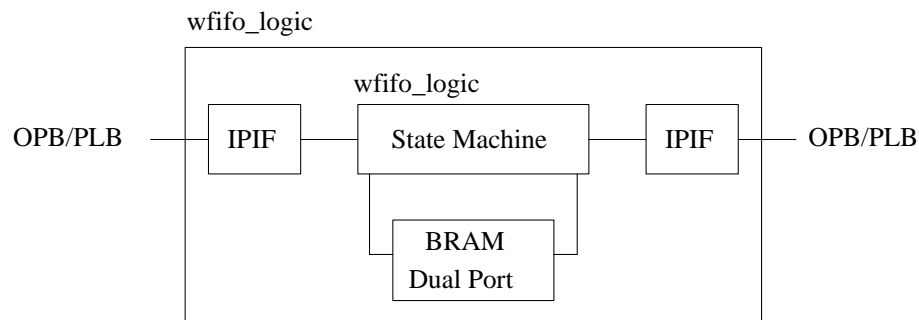 wfifo_logic
wfifo_logic
OPB/PLB
IPIF
State Machine
IPIF
OPB/PLB
BRAM
Dual Port